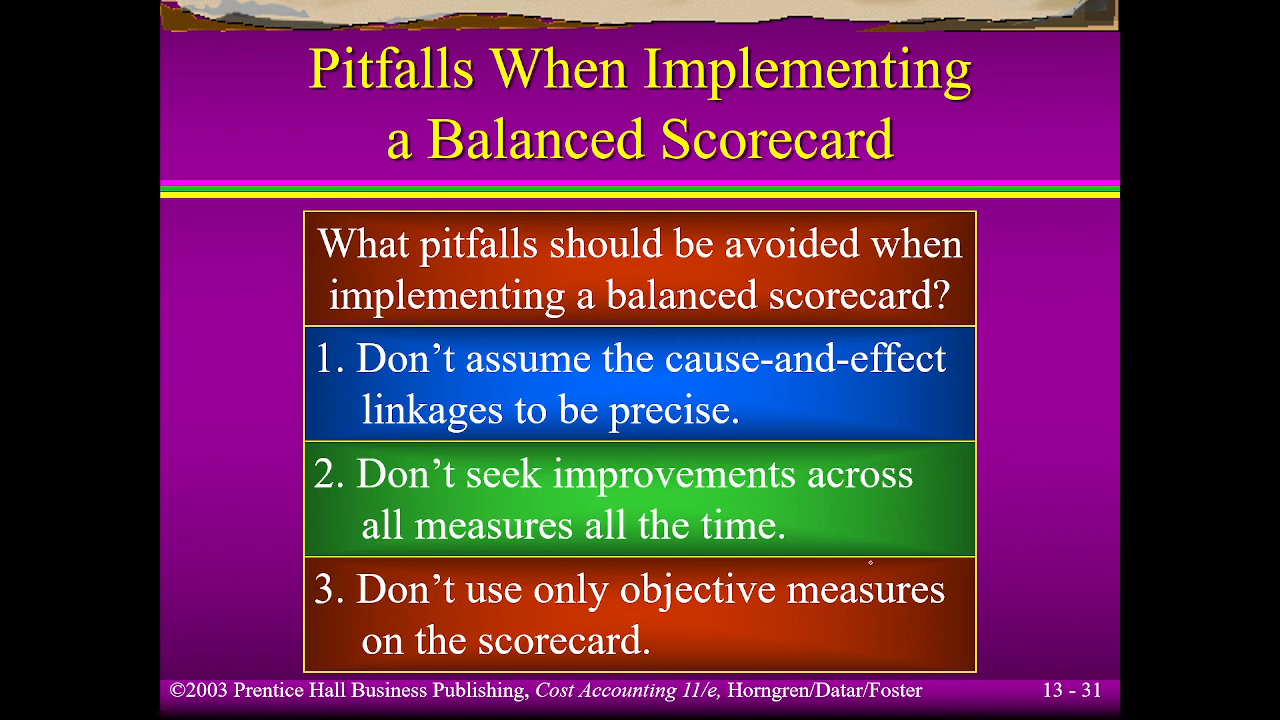 Pitfalls When Implementing
a Balanced Scorecard
What pitfalls should be avoided when
implementing a balanced scorecard?
1. Don’t assume the cause-and-effect
linkages to be precise.
2. Don’t seek improvements across
all measures all the time.
3. Don’t use only objective measures
on the scorecard.
©2003 Prentice Hall Business Publishing, Cost Accounting 11/e, Horngren/Datar/Foster 13 - 31